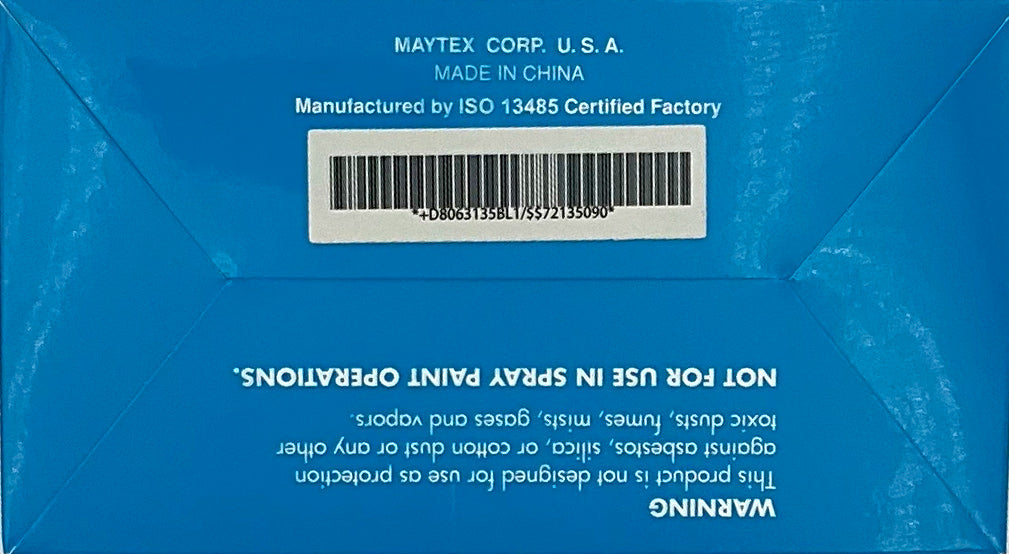 MAYTEX CORP. U. S. A.
MADE IN CHINA
Manufactured by ISO 13485 Certified Factory
*+D8063135BL1/$$72135090*
WARNING
This product is not designed for use as protection
against asbestos, silica, or cotton dust or any other
toxic dusts, fumes, mists, gases and vapors.
NOT FOR USE IN SPRAY PAINT OPERATIONS.